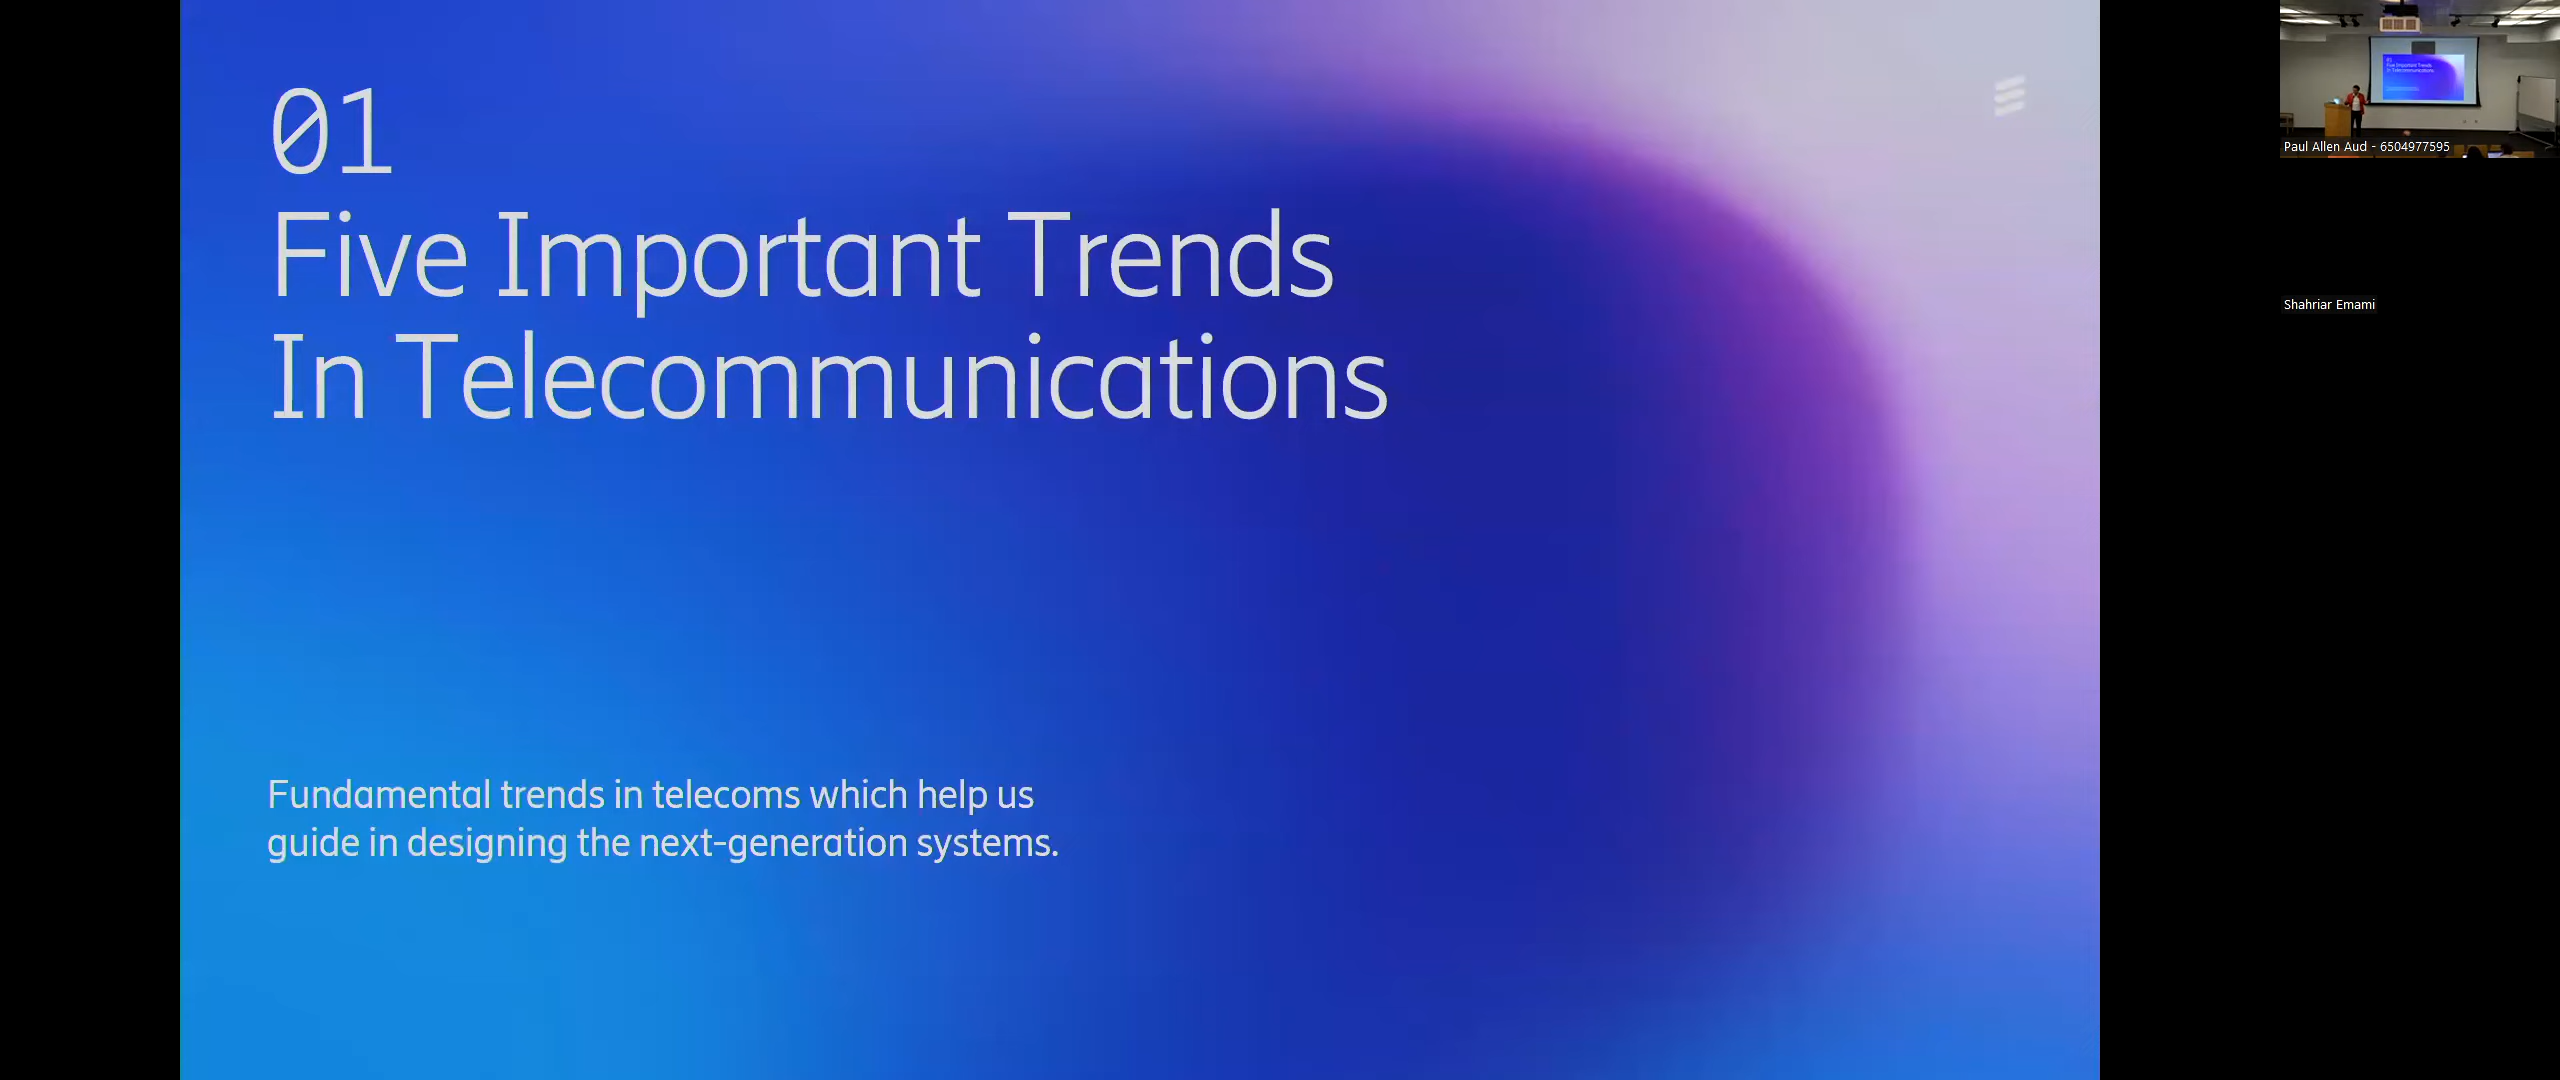 01
Five Important Trends
In Telecommunications
Fundamental trends in telecoms which help us
guide in designing the next-generation systems.
Paul Allen Aud - 6504977595
Shahriar Emami